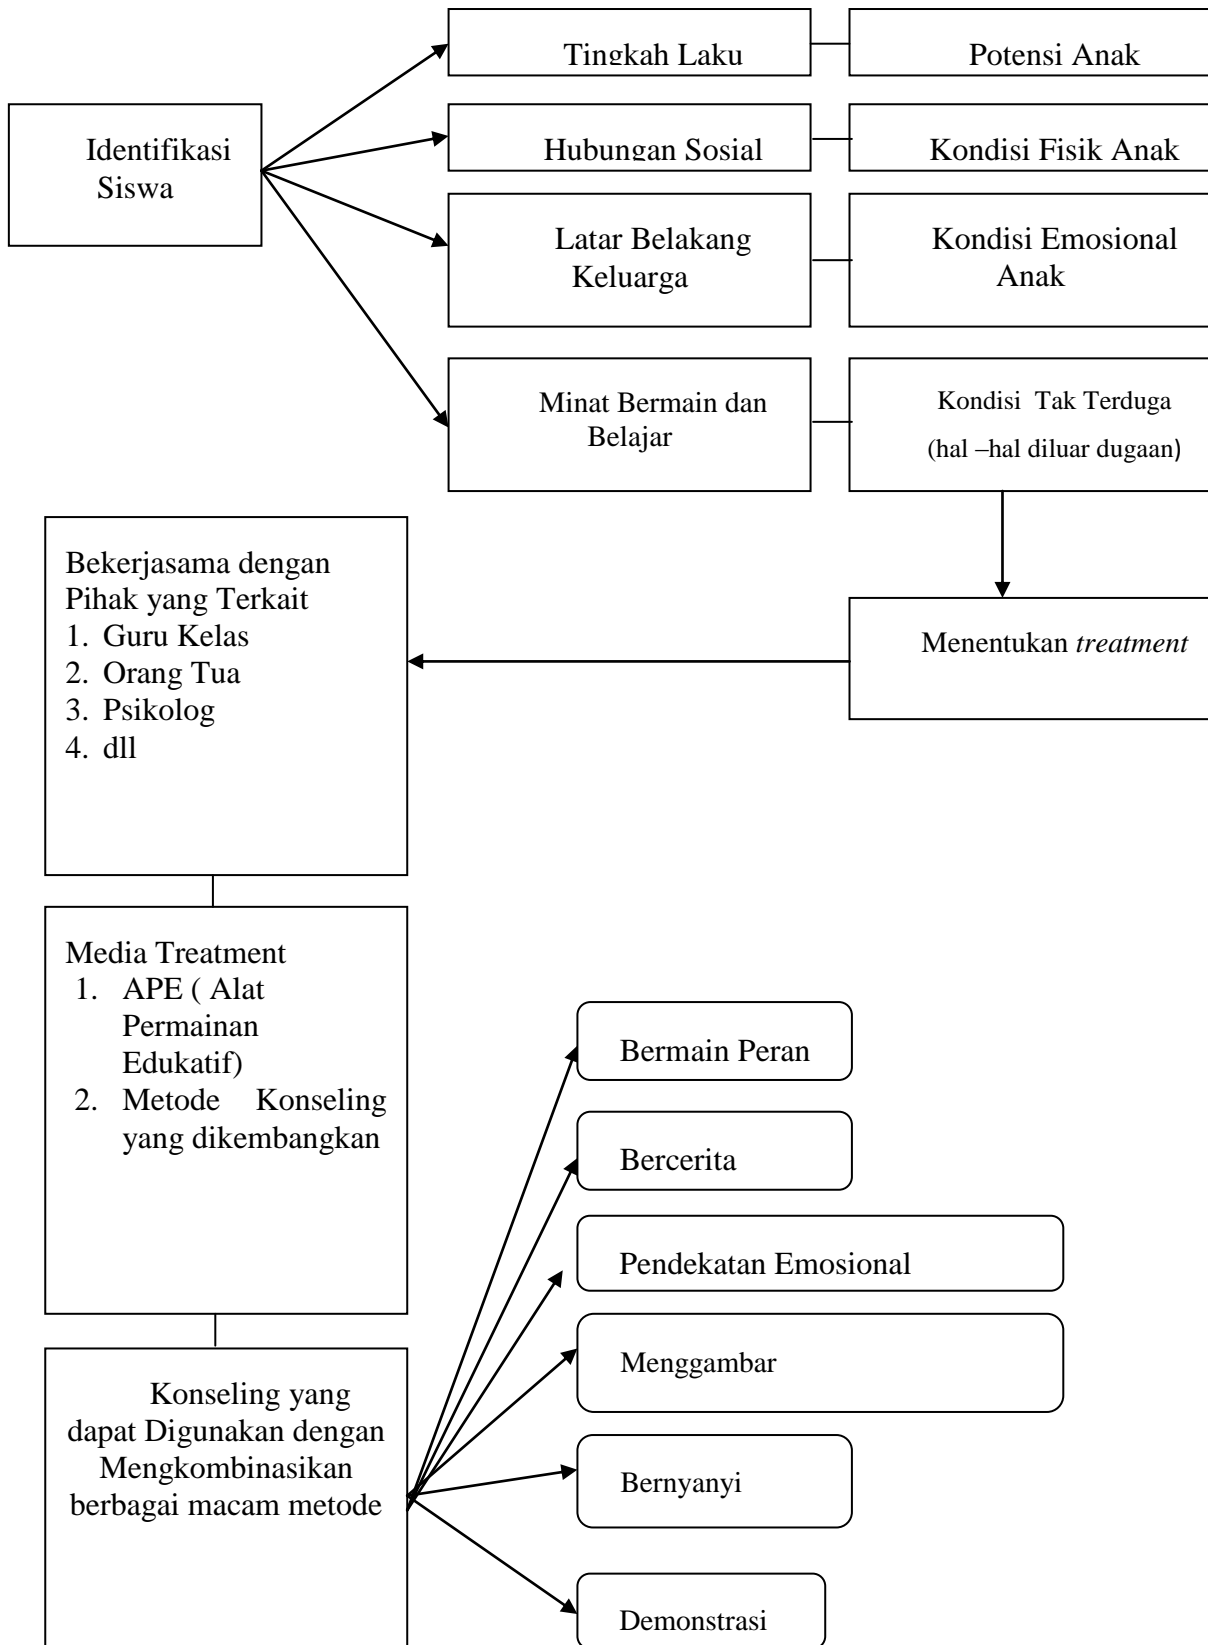 Tingkah Laku
Potensi Anak
Identifikasi
Siswa
Hubungan Sosial
Kondisi Fisik Anak
Latar Belakang
Keluarga
Kondisi Emosional
Anak
Minat Bermain dan
Belajar
Kondisi Tak Terduga
(hal –hal diluar dugaan)
Bekerjasama dengan
Pihak yang Terkait
1. Guru Kelas
2. Orang Tua
3. Psikolog
4. dll
Menentukan treatment
Media Treatment
1. APE ( Alat
Permainan
Edukatif)
2. Metode Konseling
yang dikembangkan
Bermain Peran
Bercerita
Pendekatan Emosional
Menggambar
Konseling yang
dapat Digunakan dengan
Mengkombinasikan
berbagai macam metode
Bernyanyi
Demonstrasi